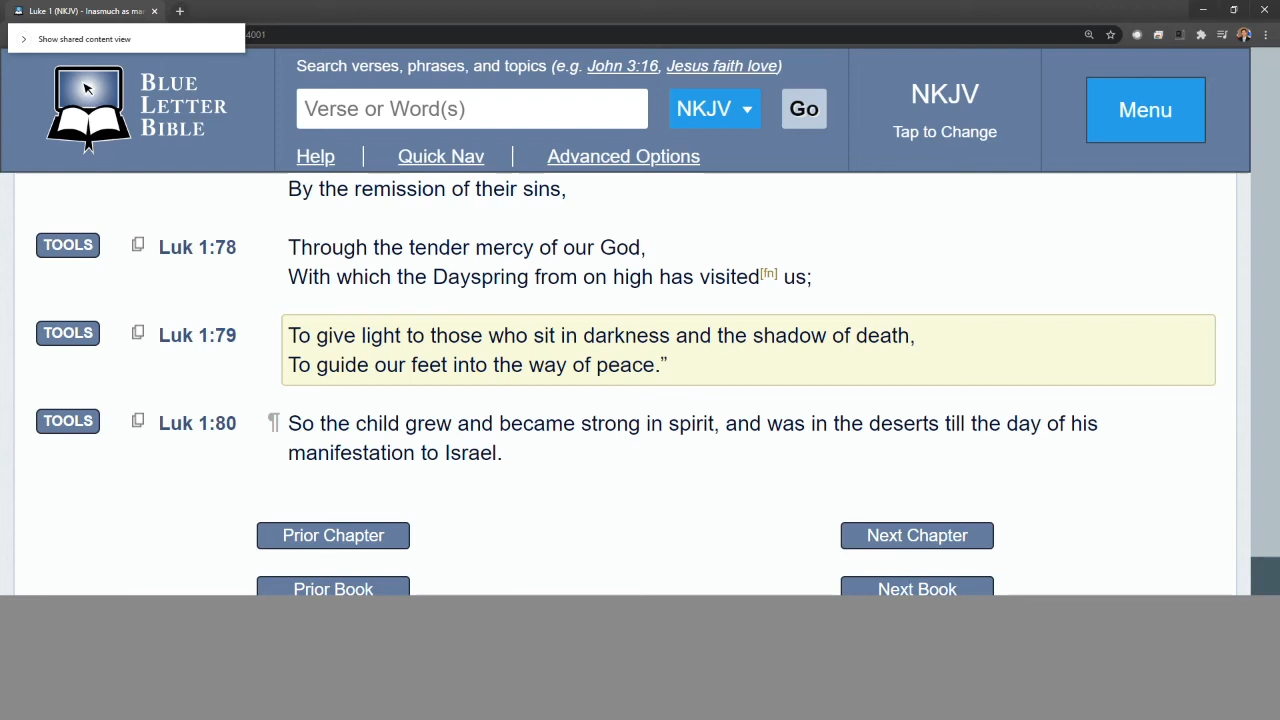 Luke 1 (NKJV) - Inasmuch as ma
Show shared content view
4001
BLUE
LETTER
BIBLE
Search verses, phrases, and topics (e.g. John 3:16, Jesus faith love)
Verse or Word(s)
NKJV
Go
Help
Quick Nav
Advanced Options
NKJV
Tap to Change
Menu
By the remission of their sins,
TOOLS Luk 1:78 Through the tender mercy of our God,
With which the Dayspring from on high has visited[fn] us;
TOOLS Luk 1:79 To give light to those who sit in darkness and the shadow of death,
To guide our feet into the way of peace.”
TOOLS Luk 1:80 ¶ So the child grew and became strong in spirit, and was in the deserts till the day of his
manifestation to Israel.
Prior Chapter
Next Chapter
Prior Book
Next Book